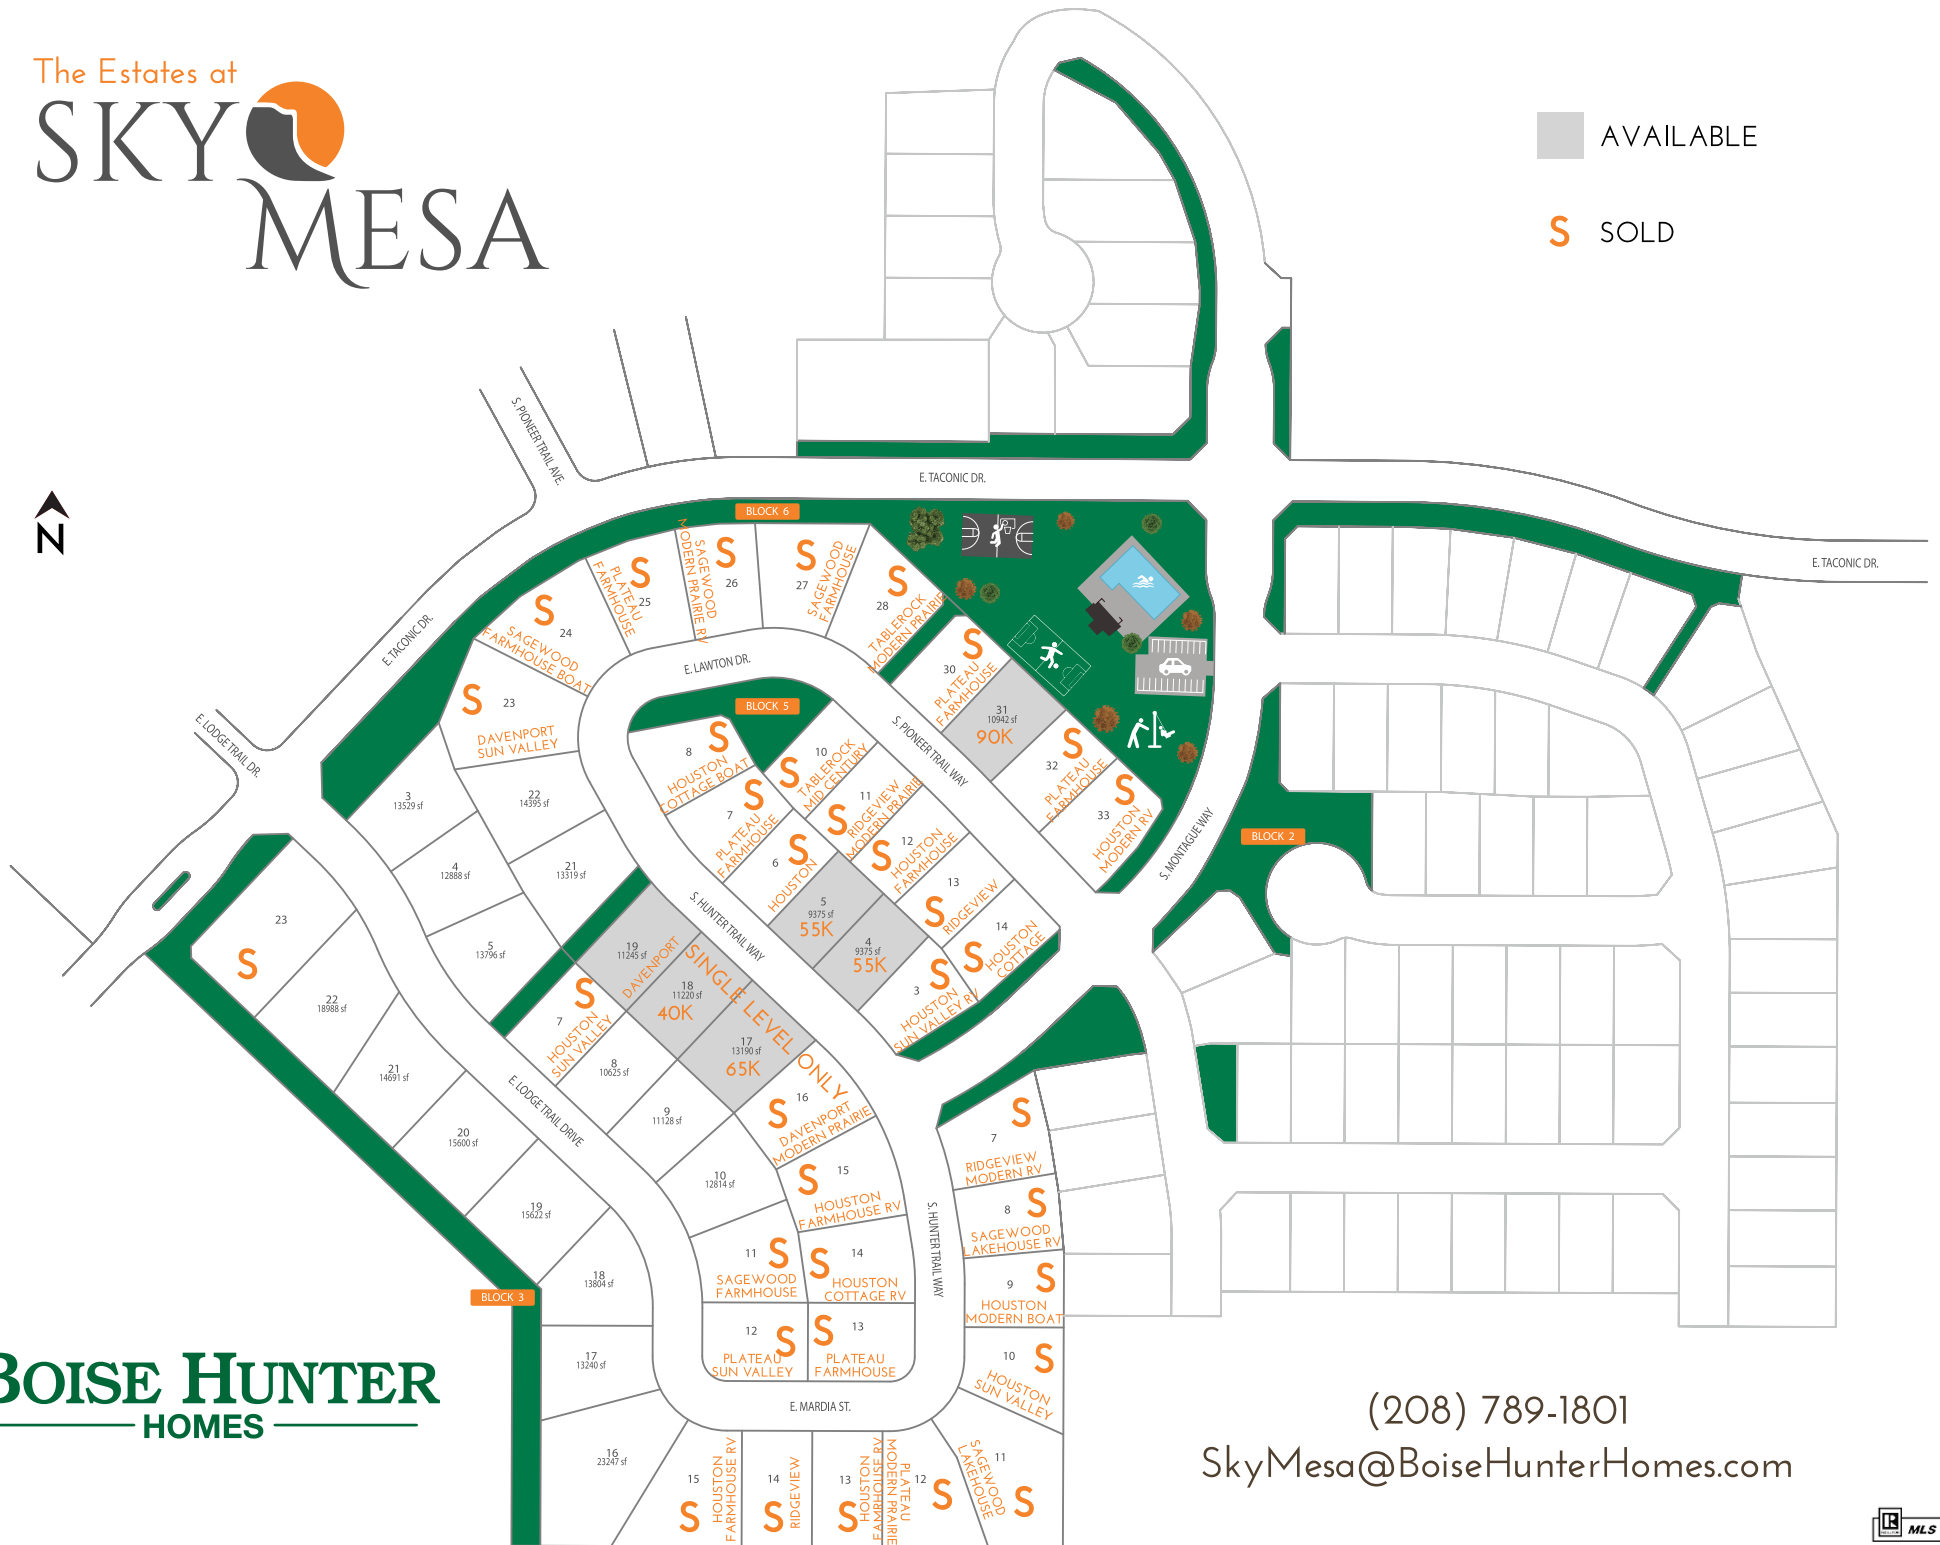 The Estates at
SKY
MESA
AVAILABLE
S SOLD
N
S. PIONEER TRAIL AVE.
E. TACONIC DR.
E. TACONIC DR.
E. TACONIC DR.
E. LODGE TRAIL DR.
BLOCK 6
S
24
SAGEWOOD
FARMHOUSE BOAT
S
25
PLATEAU
FARMHOUSE
S
26
SAGEWOOD
MODERN PRAIRIE RV
S
27
SAGEWOOD
FARMHOUSE
S
28
TABLEROCK
MODERN PRAIRIE
S
23
DAVENPORT
SUN VALLEY
E. LAWTON DR.
S
30
PLATEAU
FARMHOUSE
31
10942 sf
90K
S
32
PLATEAU
FARMHOUSE
S
33
HOUSTON
MODERN RV
BLOCK 5
S. PIONEER TRAIL WAY
S. MONTAGUE WAY
BLOCK 2
S
8
HOUSTON
COTTAGE BOAT
S
7
PLATEAU
FARMHOUSE
S
6
HOUSTON
5
9375 sf
55K
4
9375 sf
55K
S
3
HOUSTON
SUN VALLEY RV
S
10
TABLEROCK
MID CENTURY
S
11
RIDGEVIEW
MODERN PRAIRIE
S
12
HOUSTON
FARMHOUSE
S
13
RIDGEVIEW
S
14
HOUSTON
COTTAGE
S. HUNTER TRAIL WAY
3
13529 sf
22
14395 sf
4
12888 sf
21
13319 sf
5
13796 sf
19
11245 sf
DAVENPORT
18
11220 sf
40K
17
13190 sf
65K
SINGLE LEVEL ONLY
S
7
HOUSTON
SUN VALLEY
8
10625 sf
9
11128 sf
10
12814 sf
S
16
DAVENPORT
MODERN PRAIRIE
S
15
HOUSTON
FARMHOUSE RV
S
14
HOUSTON
COTTAGE RV
S
11
SAGEWOOD
FARMHOUSE
S
12
PLATEAU
SUN VALLEY
S
13
PLATEAU
FARMHOUSE
E. LODGE TRAIL DRIVE
23
S
22
18988 sf
21
14691 sf
20
15600 sf
19
15622 sf
18
13804 sf
17
13240 sf
16
23247 sf
BLOCK 3
S. HUNTER TRAIL WAY
S
7
RIDGEVIEW
MODERN RV
S
8
SAGEWOOD
LAKEHOUSE RV
S
9
HOUSTON
MODERN BOAT
S
10
HOUSTON
SUN VALLEY
E. MARDIA ST.
15
S
HOUSTON
FARMHOUSE RV
14
S
RIDGEVIEW
13
S
HOUSTON
FARMHOUSE RV
12
S
PLATEAU
MODERN PRAIRIE
11
S
SAGEWOOD
LAKEHOUSE
BOISE HUNTER
HOMES
(208) 789-1801
SkyMesa@BoiseHunterHomes.com
MLS